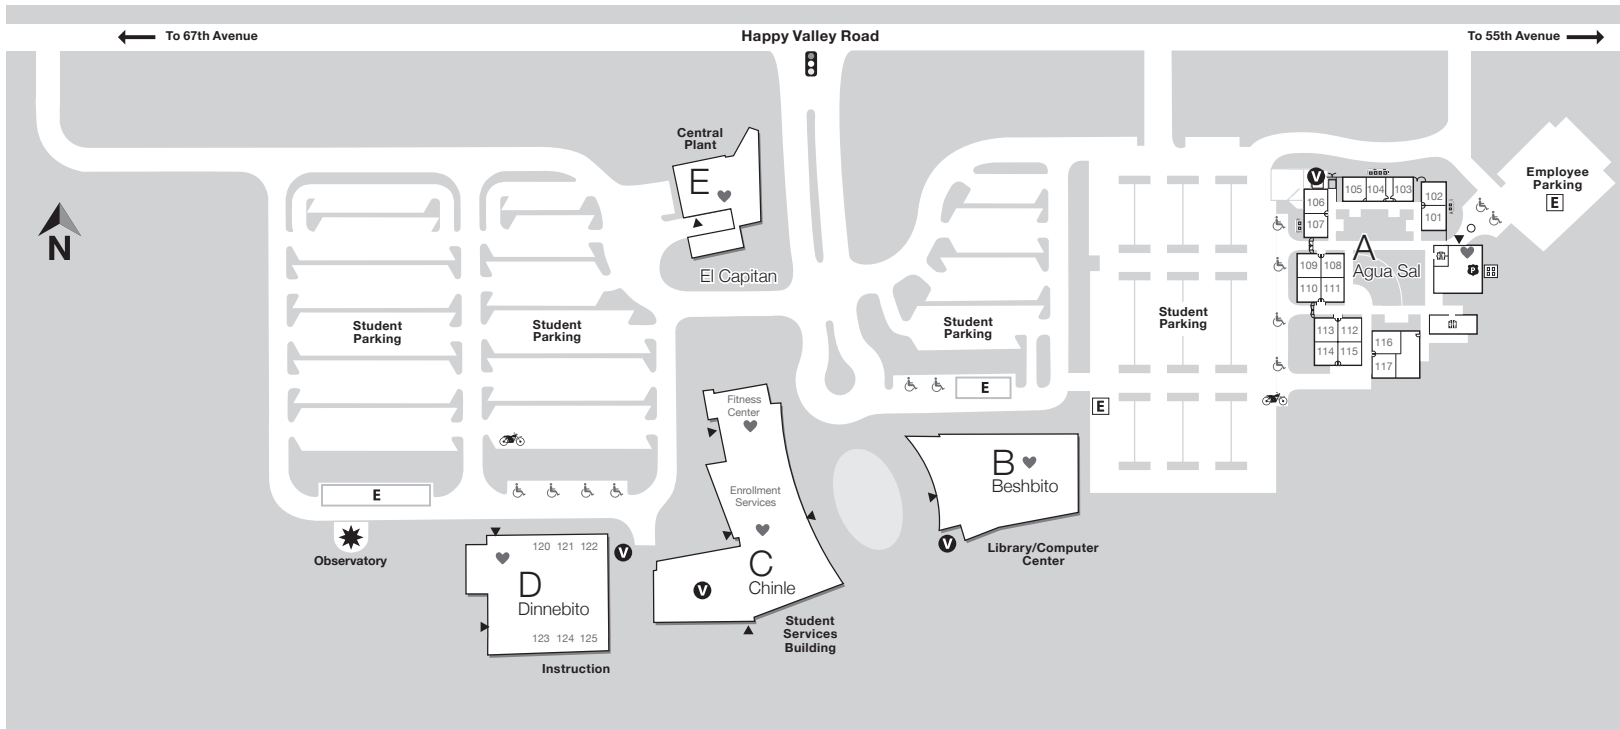 To 67th Avenue
Happy Valley Road
To 55th Avenue
Central
Plant
E
El Capitan
Employee
Parking
E
V
105 104 103
102
101
106
107
A
Agua Sal
109 108
110 111
P
113 112
114 115
116
117
Student
Parking
Student
Parking
Student
Parking
Student
Parking
E
E
N
Fitness
Center
Enrollment
Services
C
Chinle
V
Student
Services
Building
B
Beshbito
V
Library/Computer
Center
E
Observatory
120 121 122
V
D
Dinnebito
123 124 125
Instruction